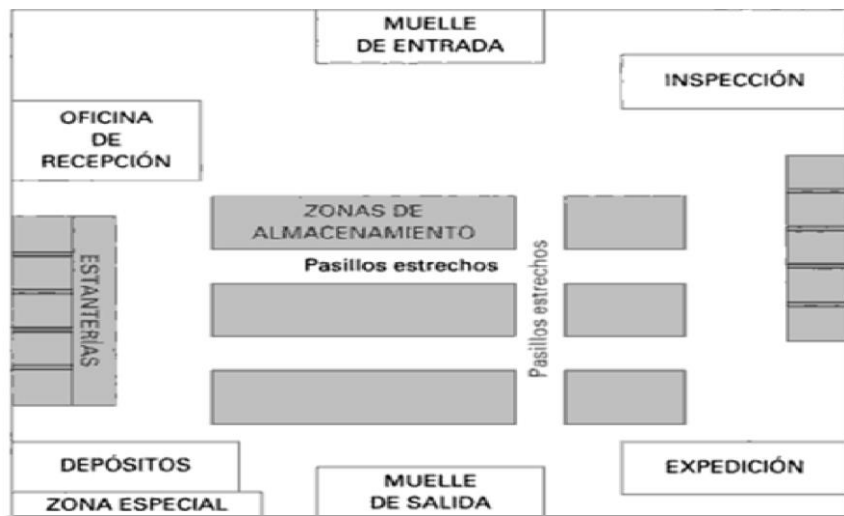 MUELLE
DE ENTRADA
INSPECCIÓN
OFICINA
DE
RECEPCIÓN
ZONAS DE
ALMACENAMIENTO
Pasillos estrechos
Pasillos estrechos
ESTANTERÍAS
DEPÓSITOS
ZONA ESPECIAL
MUELLE
DE SALIDA
EXPEDICIÓN